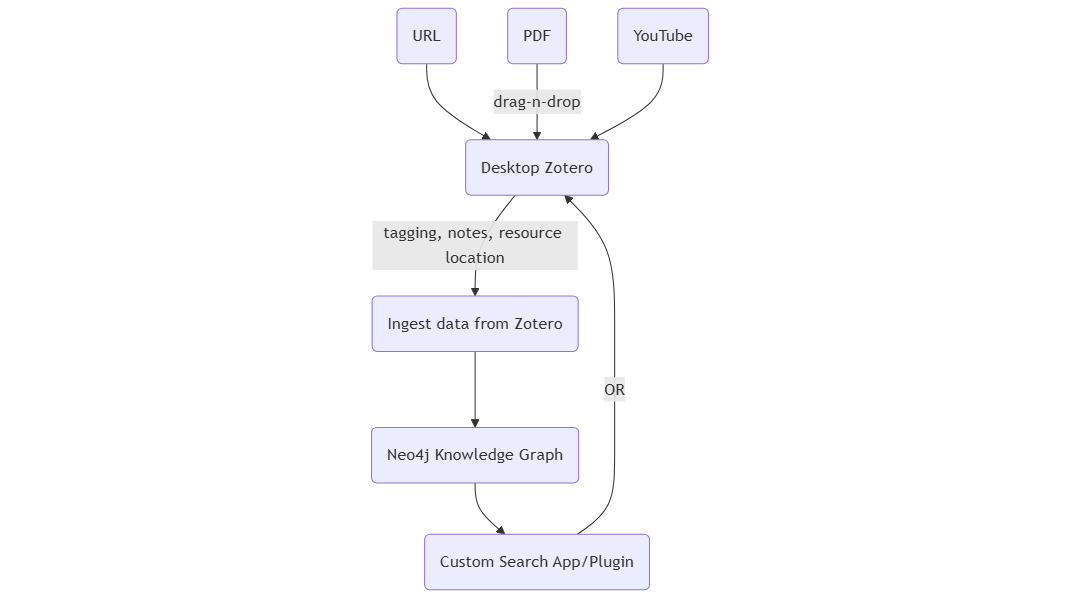 URL
PDF
YouTube
drag-n-drop
Desktop Zotero
tagging, notes, resource
location
Ingest data from Zotero
OR
Neo4j Knowledge Graph
Custom Search App/Plugin